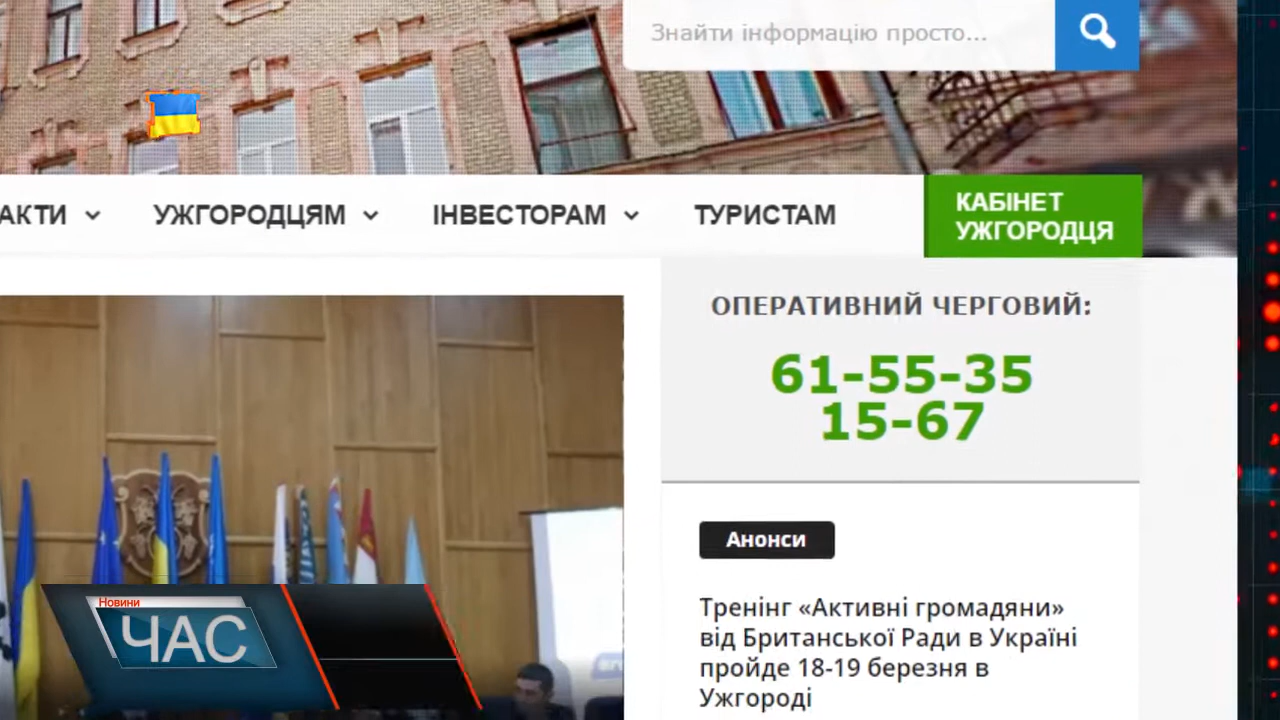 Знайти інформацію просто...
АКТИ
УЖГОРОДЦЯМ
ІНВЕСТОРАМ
ТУРИСТАМ
КАБІНЕТ
УЖГОРОДЦЯ
ОПЕРАТИВНИЙ ЧЕРГОВИЙ:
61-55-35
15-67
Анонси
Тренінг «Активні громадяни»
від Британської Ради в Україні
пройде 18-19 березня в
Ужгороді
Новини
ЧАС